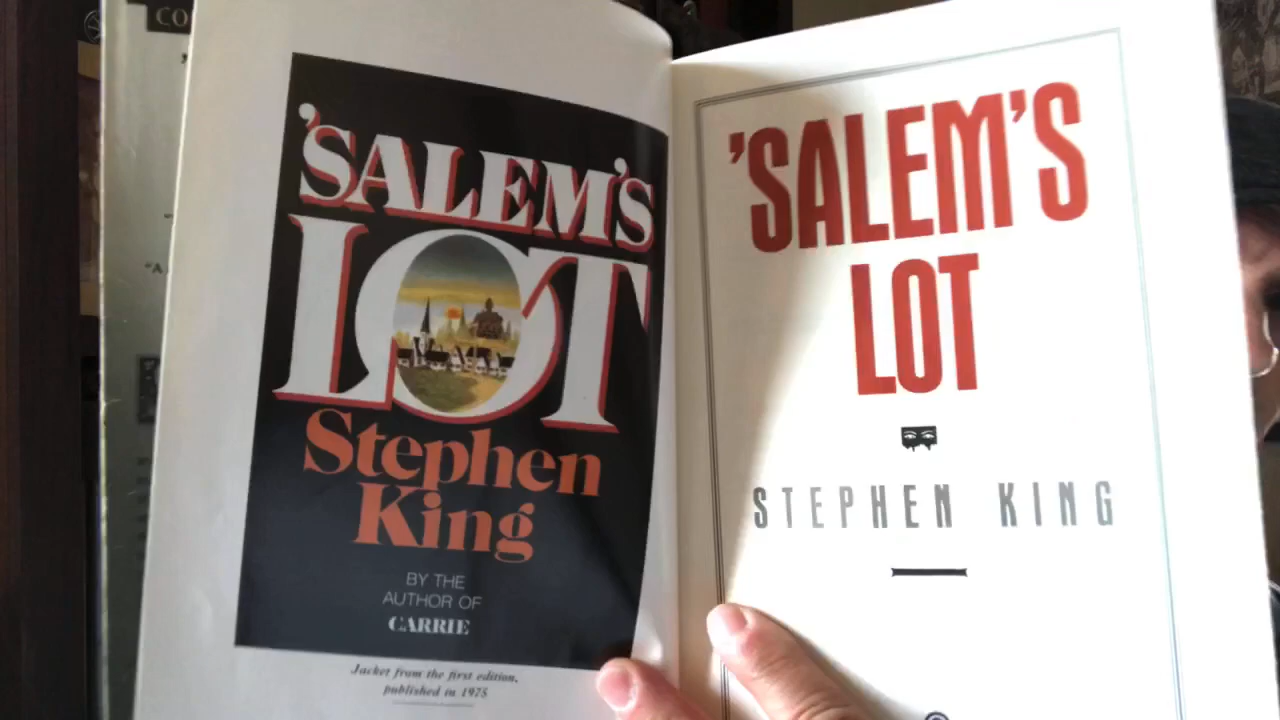 CO
"A
'SALEM'S
LOT
Stephen
King
BY THE
AUTHOR OF
CARRIE
Jacket from the first edition,
published in 1975
'SALEM'S
LOT
STEPHEN KING